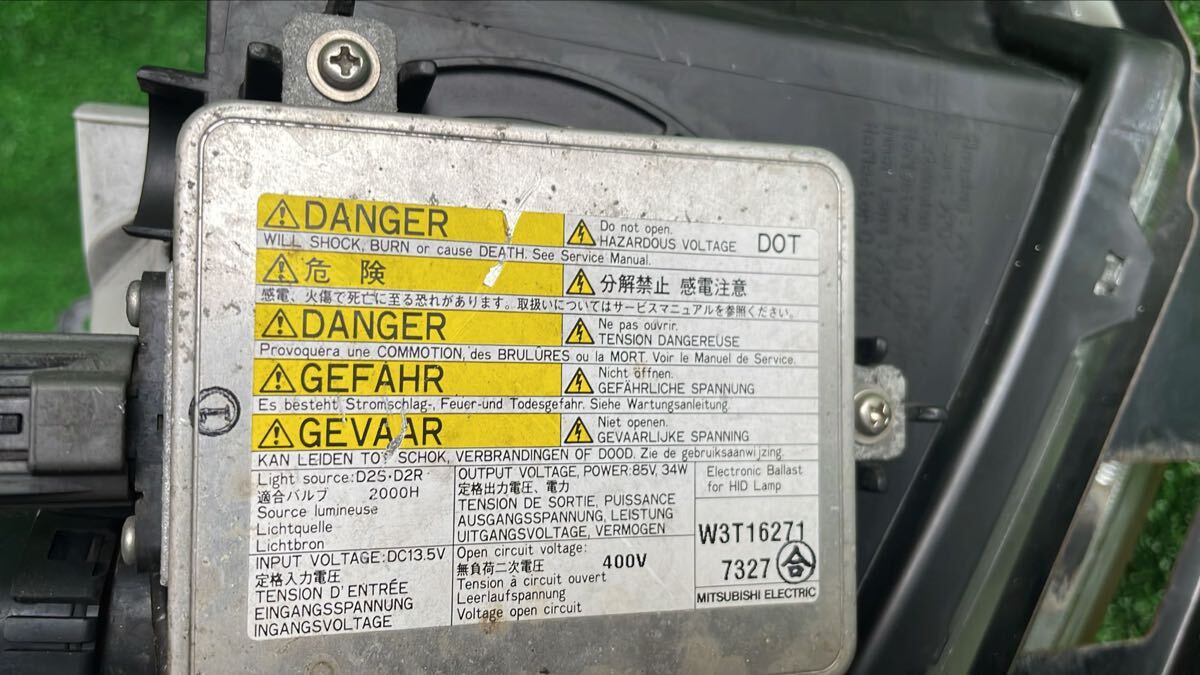 DANGER
Do not open.
HAZARDOUS VOLTAGE DOT
WILL SHOCK, BURN or cause DEATH. See Service Manual.
危 険
分解禁止 感電注意
感電、火傷で死亡に至る恐れがあります。取扱いについてはサービスマニュアルを参照ください。
DANGER
Ne pas ouvrir.
TENSION DANGEREUSE
Provoquera une COMMOTION, des BRULÛRES ou la MORT. Voir le Manuel de Service.
GEFAHR
Nicht öffnen.
GEFÄHRLICHE SPANNUNG
Es besteht Stromschlag-, Feuer-und Todesgefahr. Siehe Wartungsanleitung.
GEVAAR
Niet openen.
GEVAARLIJKE SPANNING
KAN LEIDEN TOT SCHOK, VERBRANDINGEN OF DOOD. Zie de gebruiksaanwijzing.
Light source:D2S・D2R
適合バルブ 2000H
Source lumineuse
Lichtquelle
Lichtbron
OUTPUT VOLTAGE, POWER:85V, 34W
定格出力電圧、電力
TENSION DE SORTIE, PUISSANCE
AUSGANGSSPANNUNG, LEISTUNG
UITGANGSVOLTAGE, VERMOGEN
Electronic Ballast
for HID Lamp
INPUT VOLTAGE:DC13.5V
定格入力電圧
TENSION D'ENTRÉE
EINGANGSSPANNUNG
INGANGSVOLTAGE
Open circuit voltage:
無負荷二次電圧 400V
Tension à circuit ouvert
Leerlaufspannung
Voltage open circuit
W3T16271
7327 合
MITSUBISHI ELECTRIC